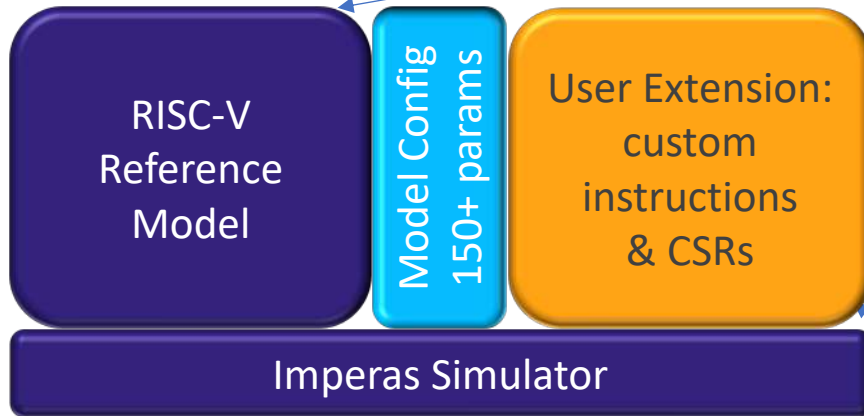 RISC-V
Reference
Model
Model Config
150+ params
User Extension:
custom
instructions
& CSRs
Imperas Simulator